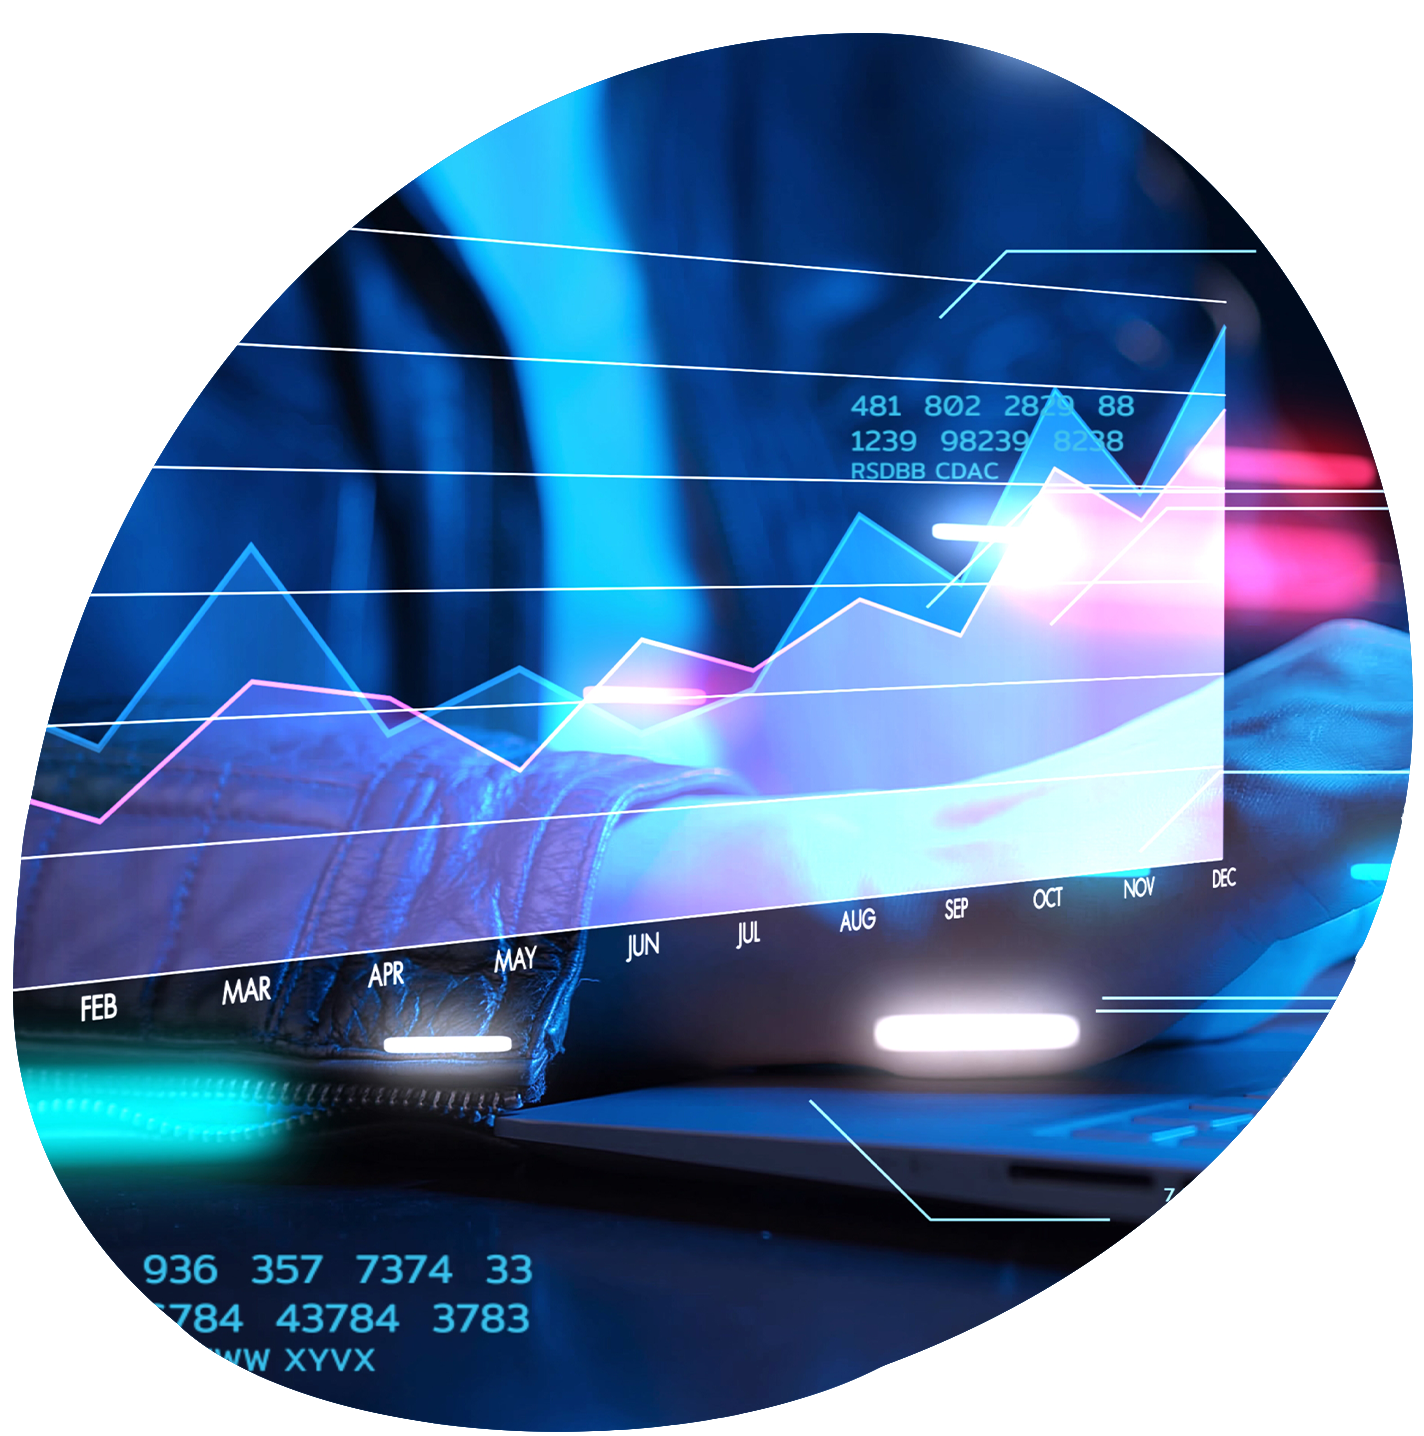 481 802 2829 88
1239 98239 8238
RSDBB CDAC
FEB MAR APR MAY JUN JUL AUG SEP OCT NOV DEC
936 357 7374 33
784 43784 3783
XYVX